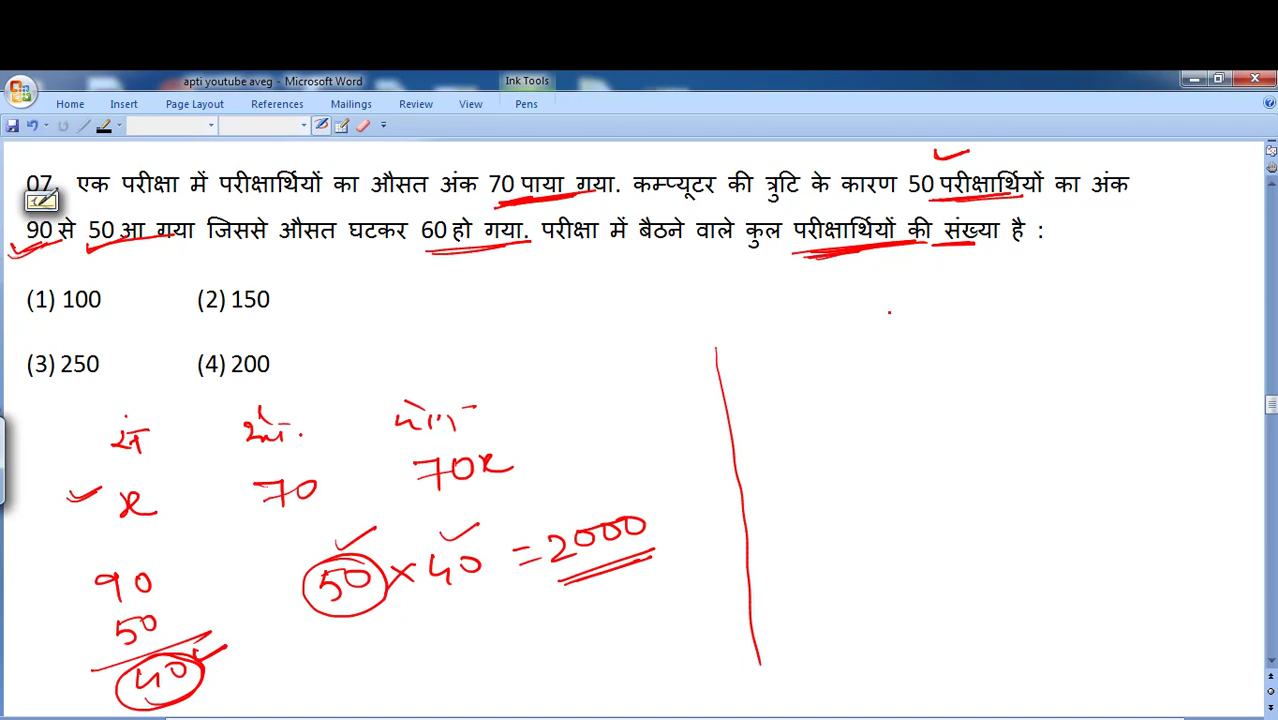 apti youtube aveg - Microsoft Word
Ink Tools
Home Insert Page Layout References Mailings Review View Pens
07. एक परीक्षा में परीक्षार्थियों का औसत अंक 70 पाया गया. कम्प्यूटर की त्रुटि के कारण 50 परीक्षार्थियों का अंक
90 से 50 आ गया जिससे औसत घटकर 60 हो गया. परीक्षा में बैठने वाले कुल परीक्षार्थियों की संख्या है :
(1) 100 (2) 150
(3) 250 (4) 200
x 70 70x
50 × 40 = 2000
90
50
40